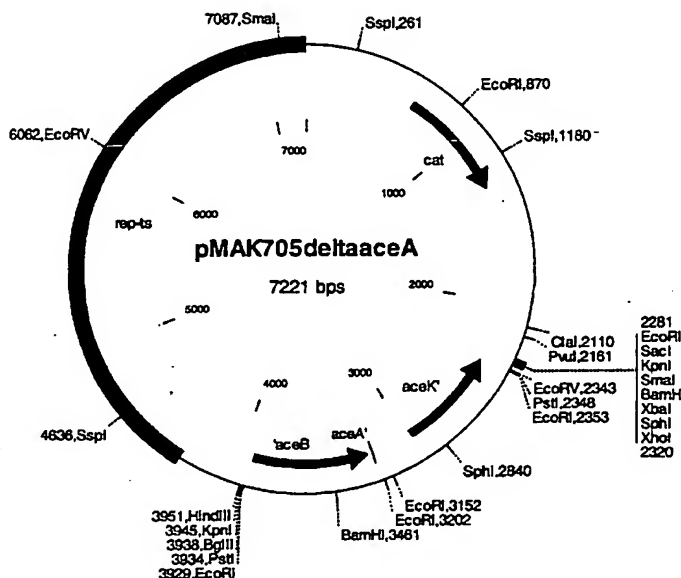 7087,SmaI
SspI,261
EcoRI,870
SspI,1180
6062,EcoRV
7000
cat
1000
rep-ts
6000
pMAK705deltaaceA
7221 bps
2000
5000
ClaI,2110
PvuI,2161
2281
EcoRI
SacI
KpnI
SmaI
BamH
XbaI
SphI
XhoI
2320
3000
4000
aceK'
EcoRV,2343
PstI,2348
EcoRI,2353
aceA'
'aceB
4636,SspI
SphI,2840
EcoRI,3152
EcoRI,3202
BamHI,3461
3951,HindIII
3945,KpnI
3938,BglII
3934,PstI
3929,EcoRI